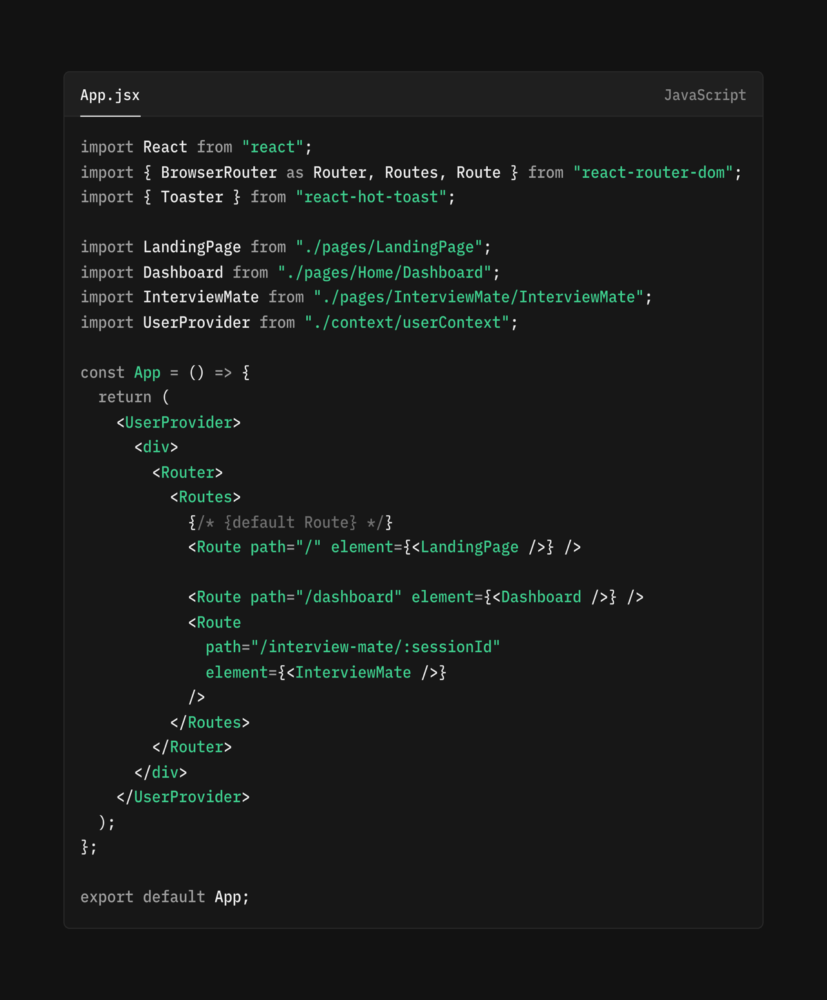 App.jsx
JavaScript
import React from "react";
import { BrowserRouter as Router, Routes, Route } from "react-router-dom";
import { Toaster } from "react-hot-toast";

import LandingPage from "./pages/LandingPage";
import Dashboard from "./pages/Home/Dashboard";
import InterviewMate from "./pages/InterviewMate/InterviewMate";
import UserProvider from "./context/userContext";

const App = () => {
  return (
    <UserProvider>
      <div>
        <Router>
          <Routes>
            {/* {default Route} */}
            <Route path="/" element={<LandingPage />} />

            <Route path="/dashboard" element={<Dashboard />} />
            <Route
              path="/interview-mate/:sessionId"
              element={<InterviewMate />}
            />
          </Routes>
        </Router>
      </div>
    </UserProvider>
  );
};

export default App;